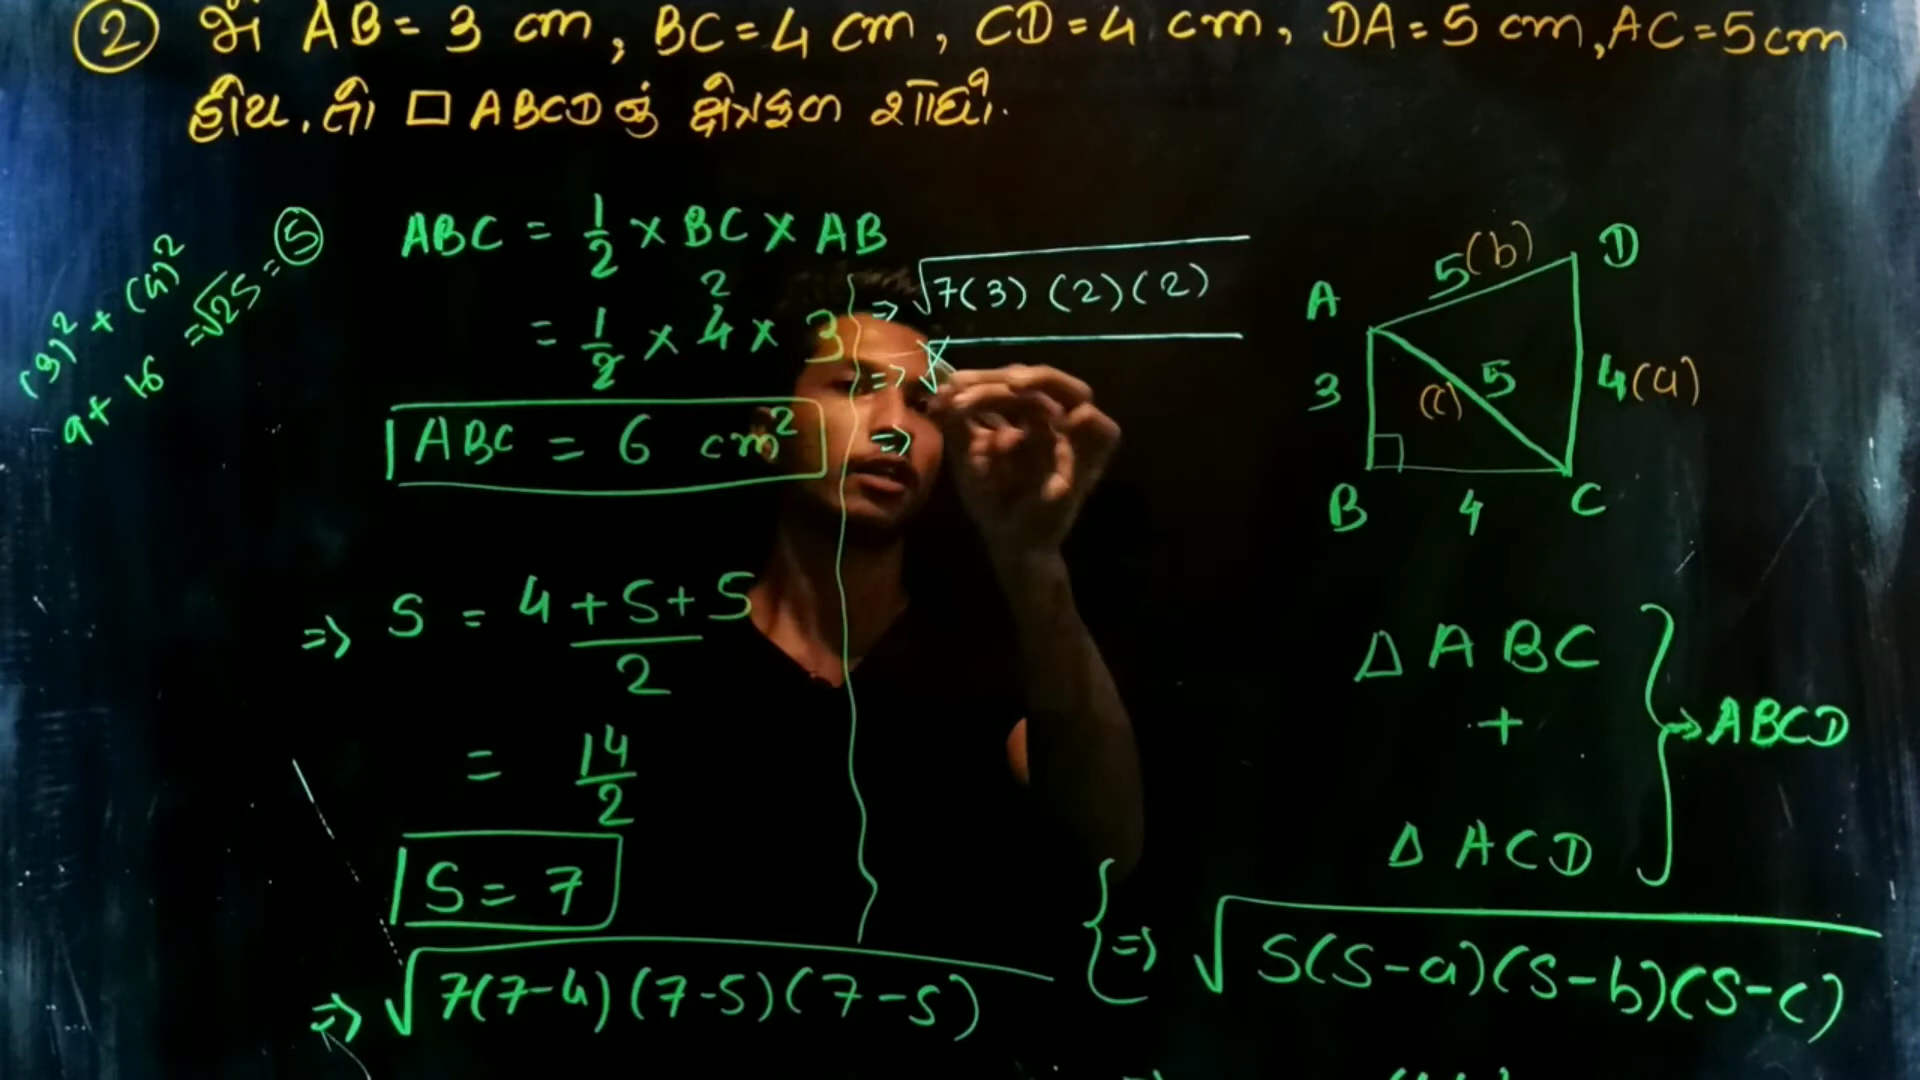 ② જો AB = 3 cm, BC = 4 cm, CD = 4 cm, DA = 5 cm, AC = 5 cm
હોય, તો □ ABCD નું ક્ષેત્રફળ શોધો.
(3)² + (4)²
9 + 16 = √25 = 5
ABC = 1/2 × BC × AB
= 1/2 × 4 × 3
2
ABC = 6 cm²
⇒ S = 4+5+5/2
= 14/2
S = 7
⇒ √7(7-4)(7-5)(7-5)
⇒ √7(3)(2)(2)
⇒ √
⇒
D
5(b)
A
3
(c) 5
4(a)
B
4
C
Δ ABC
+
⇒ ABCD
Δ ACD
⇒ √S(S-a)(S-b)(S-c)